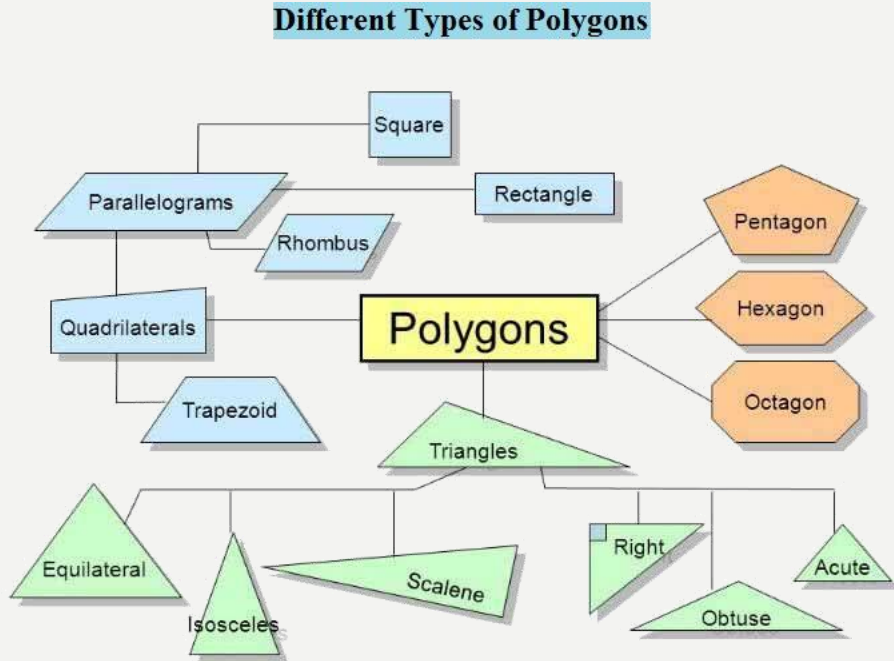 Different Types of Polygons
Square
Parallelograms
Rectangle
Rhombus
Pentagon
Quadrilaterals
Polygons
Hexagon
Trapezoid
Octagon
Triangles
Equilateral
Isosceles
Scalene
Right
Obtuse
Acute